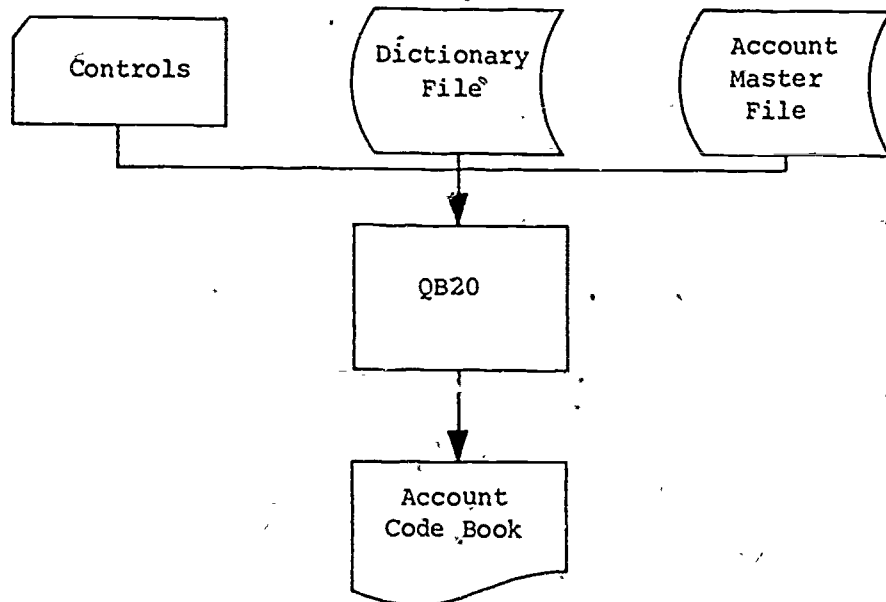 Controls
Dictionary
File
Account
Master
File
QB20
Account
Code Book